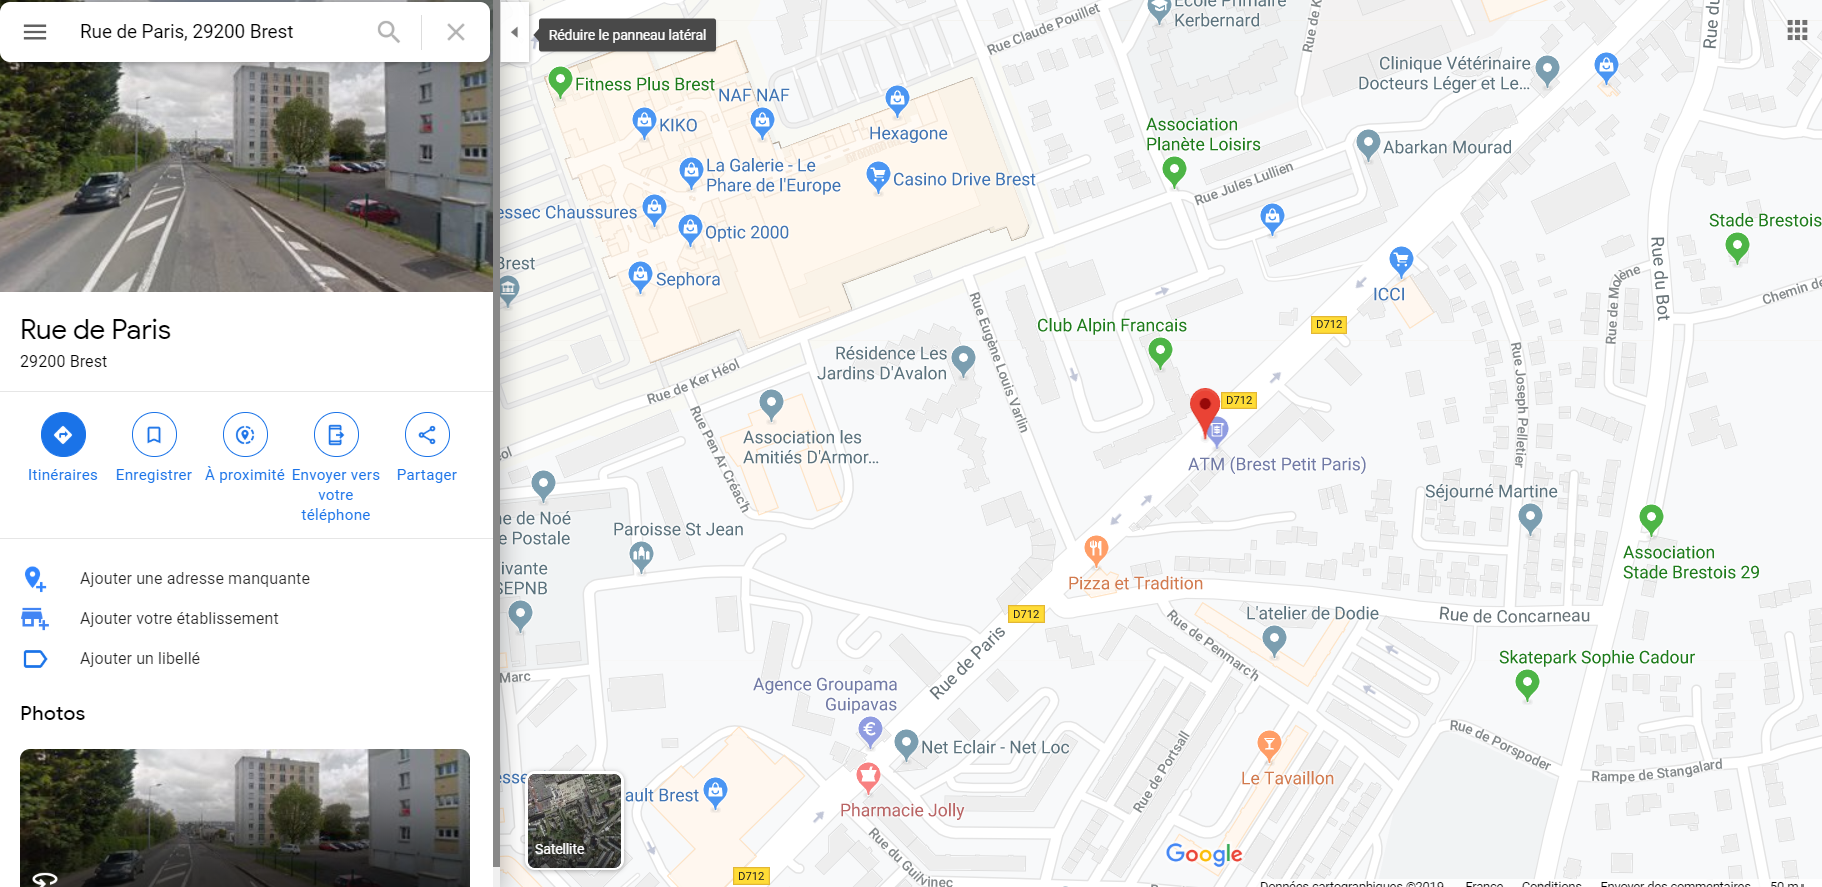 Rue de Paris, 29200 Brest
Réduire le panneau latéral
Rue de Paris
29200 Brest
Itinéraires
Enregistrer
À proximité
Envoyer vers
votre
téléphone
Partager
Ajouter une adresse manquante
Ajouter votre établissement
Ajouter un libellé
Photos
Ecole Primaire
Kerbernard
Rue Claude Pouillet
Rue de K
Rue du
Clinique Vétérinaire
Docteurs Léger et Le...
Fitness Plus Brest
NAF NAF
KIKO
Hexagone
Association
Planète Loisirs
Abarkan Mourad
La Galerie - Le
Phare de l'Europe
Casino Drive Brest
Rue Jules Lullien
essec Chaussures
Optic 2000
Stade Brestois
Brest
Sephora
Rue du Bot
Rue de Molène
Chemin de
ICCI
D712
Club Alpin Francais
Rue Eugène Louis Varlin
Résidence Les
Jardins D'Avalon
Rue de Ker Héol
Rue Joseph Pelletier
D712
Rue Pen Ar Créac'h
Association les
Amitiés D'Armor...
ol
ATM (Brest Petit Paris)
Séjourné Martine
ne de Noé
e Postale
Paroisse St Jean
Association
Stade Brestois 29
ivante
SEPNB
Pizza et Tradition
D712
L'atelier de Dodie
Rue de Concarneau
Rue de Penmarc'h
Rue de Paris
Skatepark Sophie Cadour
Marc
Agence Groupama
Guipavas
Net Eclair - Net Loc
Rue de Portsall
Rue de Porspoder
Rampe de Stangalard
Le Tavaillon
esse
ault Brest
Pharmacie Jolly
Satellite
Rue du Guilvinec
D712
Google
Données cartographiques ©2019
France
Conditions
Envoyer des commentaires
50 m